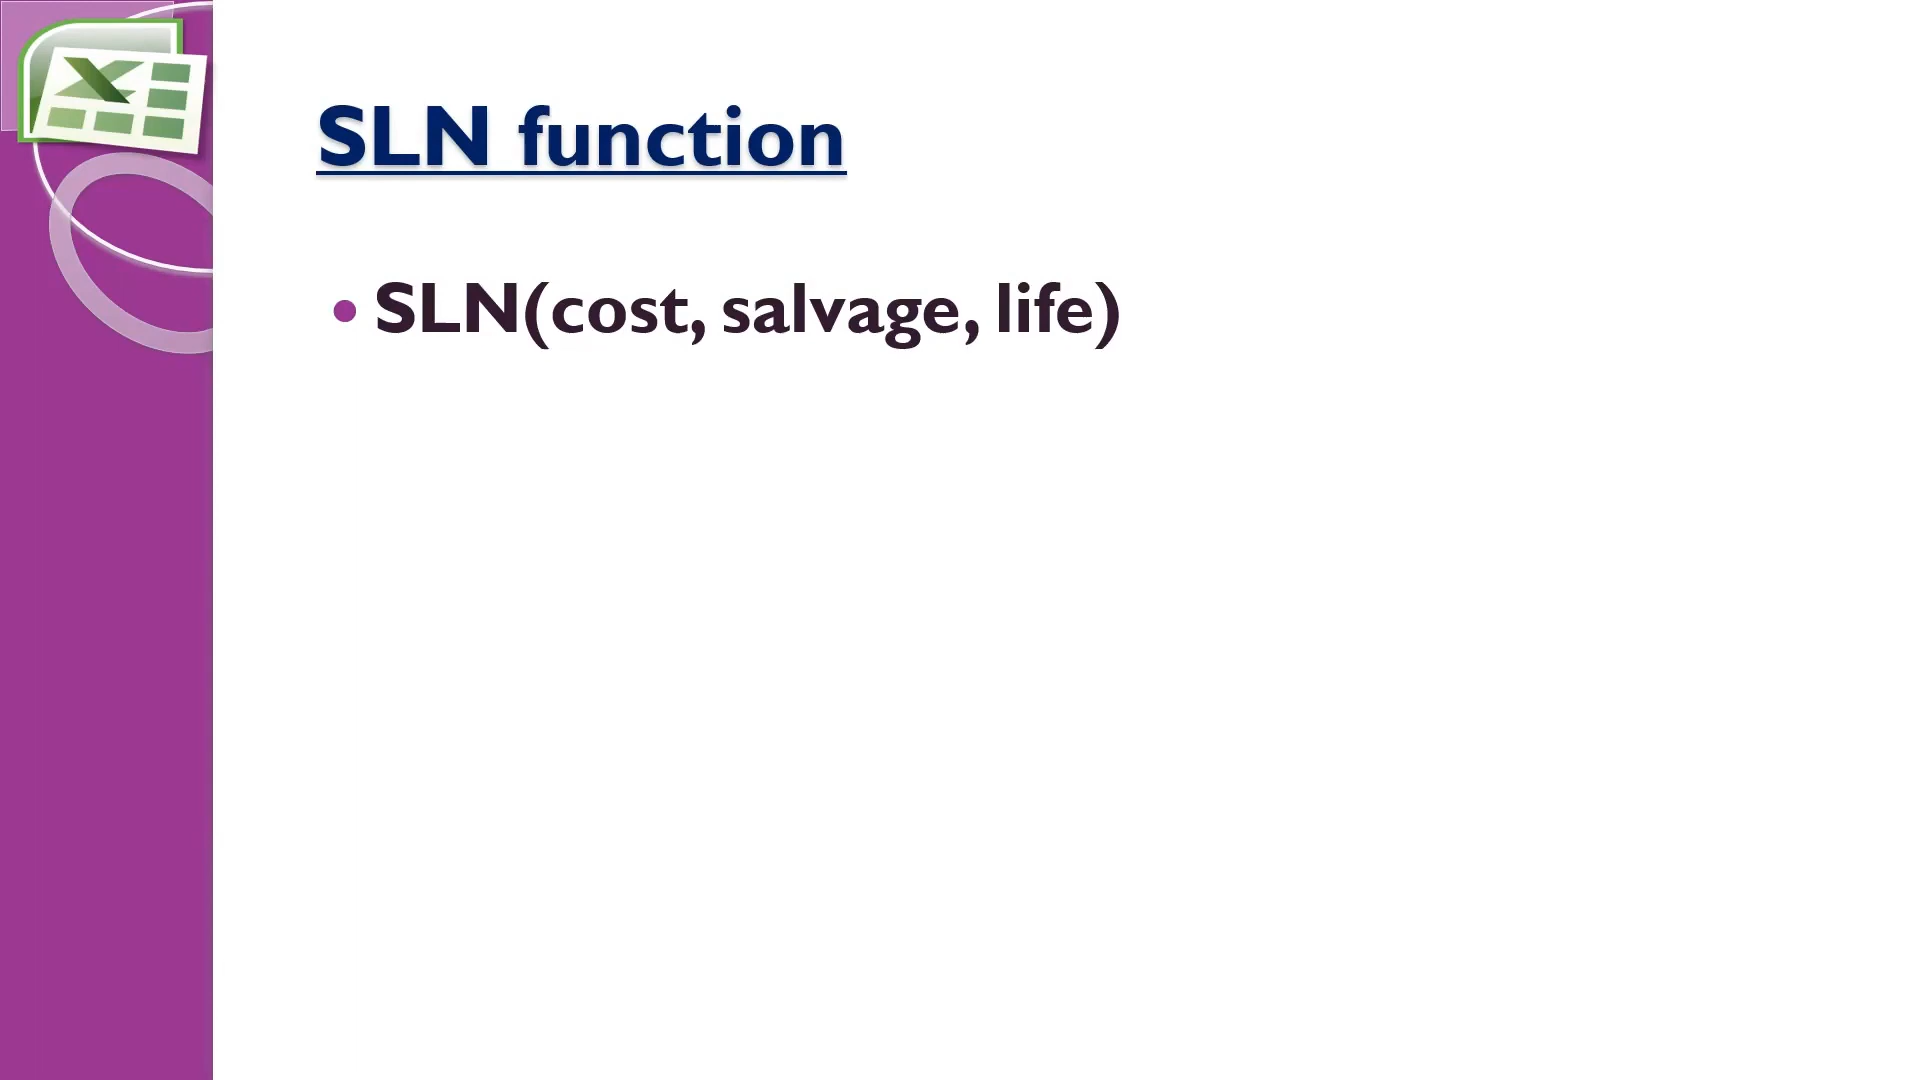 SLN function
• SLN(cost, salvage, life)